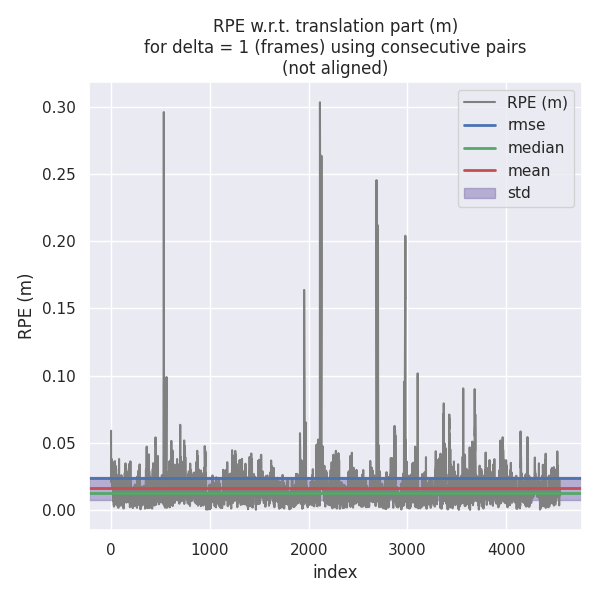 RPE w.r.t. translation part (m)
for delta = 1 (frames) using consecutive pairs
(not aligned)
RPE (m)
rmse
median
mean
std
0.30
0.25
0.20
0.15
0.10
0.05
0.00
RPE (m)
0 1000 2000 3000 4000
index